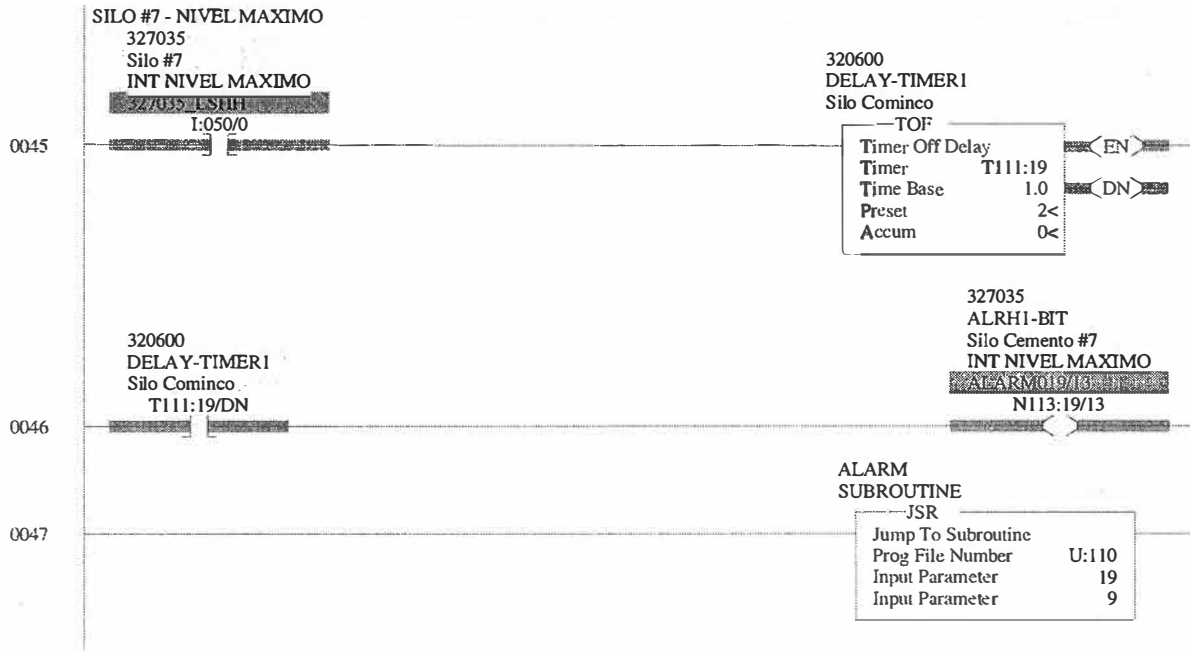 SILO #7 - NIVEL MAXIMO
327035
Silo #7
INT NIVEL MAXIMO
327035_LSHH
I:050/0
0045
320600
DELAY-TIMER1
Silo Cominco
TOF
Timer Off Delay
Timer T111:19
Time Base 1.0
Preset 2<
Accum 0<
EN
DN
320600
DELAY-TIMER1
Silo Cominco
T111:19/DN
0046
327035
ALRH1-BIT
Silo Cemento #7
INT NIVEL MAXIMO
ALARM019/13
N113:19/13
0047
ALARM
SUBROUTINE
JSR
Jump To Subroutine
Prog File Number U:110
Input Parameter 19
Input Parameter 9